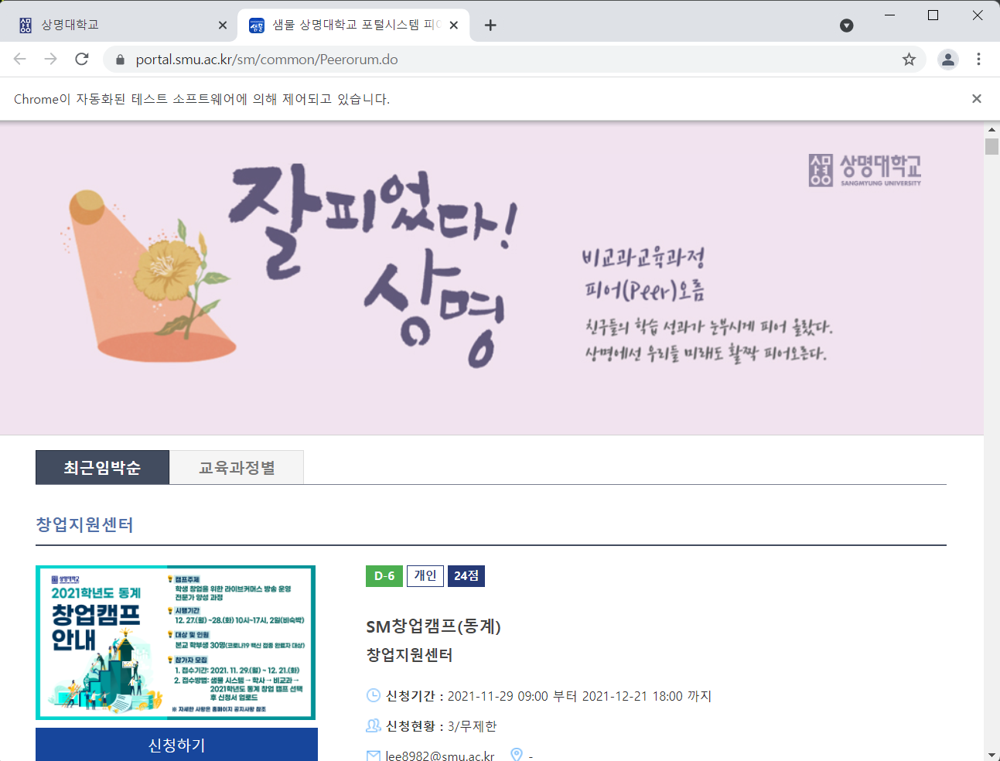 상명대학교
샘물 상명대학교 포털시스템 피
portal.smu.ac.kr/sm/common/Peerorum.do
Chrome이 자동화된 테스트 소프트웨어에 의해 제어되고 있습니다.
상명대학교
SANGMYUNG UNIVERSITY
잘피었다!
상명
비교과교육과정
피어(Peer)오름
친구들의 학습 성과가 눈부시게 피어 올랐다.
상명에선 우리들 미래도 활짝 피어오른다.
최근임박순
교육과정별
창업지원센터
상명대학교
2021학년도 동계
창업캠프
안내
캠프주제
학생 창업을 위한 라이브커머스 방송 운영
전문가 양성 과정
시행기간
12. 27.(월) ~28.(화) 10시~17시, 2일(비숙박)
대상 및 인원
본교 학부생 30명(코로나19 백신 접종 완료자 대상)
참가자 모집
1. 접수기간: 2021. 11. 29.(월) ~ 12. 21.(화)
2. 접수방법: 샘물 시스템 → 학사 → 비교과 →
2021학년도 동계 창업 캠프 선택
후 신청서 업로드
※ 자세한 사항은 홈페이지 공지사항 참조
신청하기
D-6 개인 24점
SM창업캠프(동계)
창업지원센터
신청기간 : 2021-11-29 09:00 부터 2021-12-21 18:00 까지
신청현황 : 3/무제한
lee8982@smu.ac.kr -